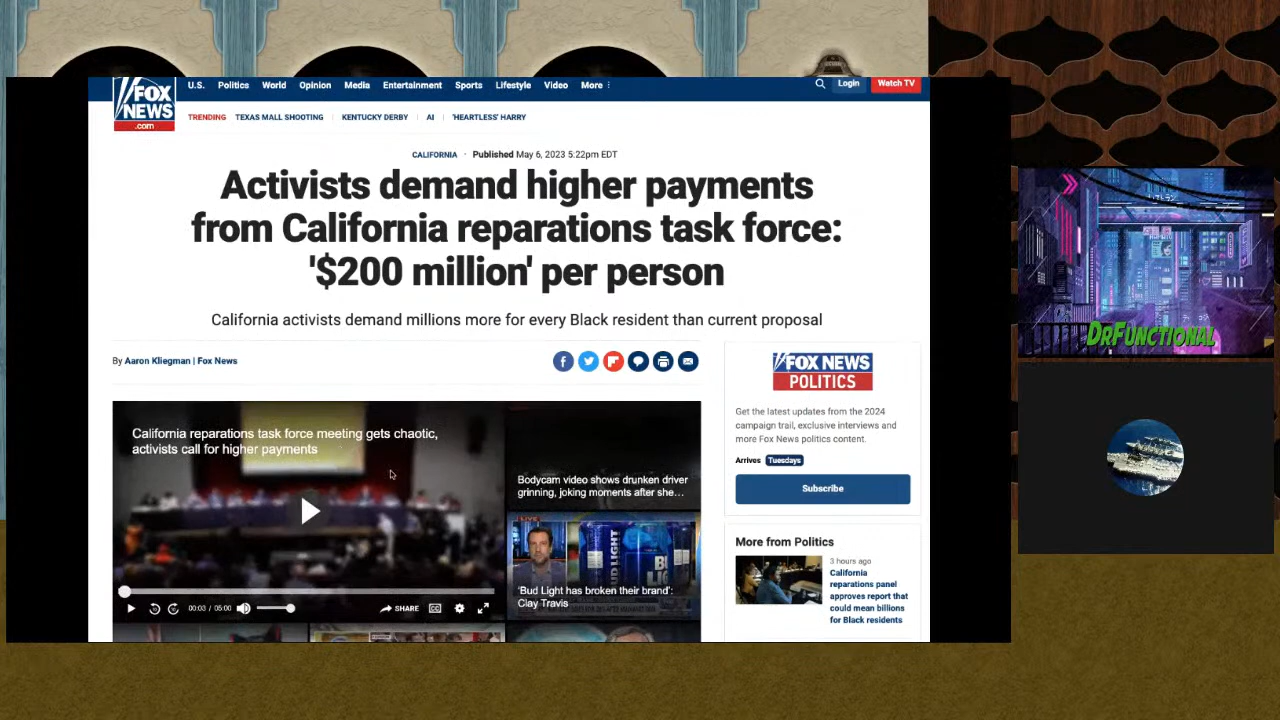 FOX
NEWS
.com
U.S. Politics World Opinion Media Entertainment Sports Lifestyle Video More
Login Watch TV
TRENDING TEXAS MALL SHOOTING KENTUCKY DERBY AI 'HEARTLESS' HARRY
CALIFORNIA · Published May 6, 2023 5:22pm EDT
Activists demand higher payments
from California reparations task force:
'$200 million' per person
California activists demand millions more for every Black resident than current proposal
By Aaron Kliegman | Fox News
California reparations task force meeting gets chaotic,
activists call for higher payments
00:03 / 05:00 SHARE CC
Bodycam video shows drunken driver
grinning, joking moments after she…
LIVE
BUD LIGHT
'Bud Light has broken their brand':
Clay Travis
FOX NEWS
POLITICS
Get the latest updates from the 2024
campaign trail, exclusive interviews and
more Fox News politics content.
Arrives Tuesdays
Subscribe
More from Politics
3 hours ago
California
reparations panel
approves report that
could mean billions
for Black residents
DRFUNCTIONAL